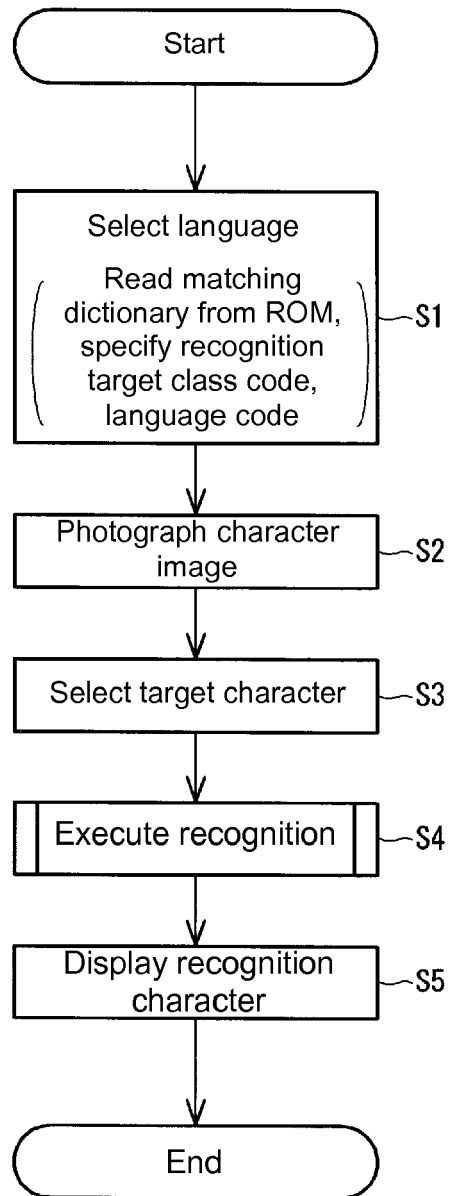 Start
Select language
Read matching
dictionary from ROM,
specify recognition
target class code,
language code
S1
Photograph character
image
S2
Select target character
S3
Execute recognition
S4
Display recognition
character
S5
End